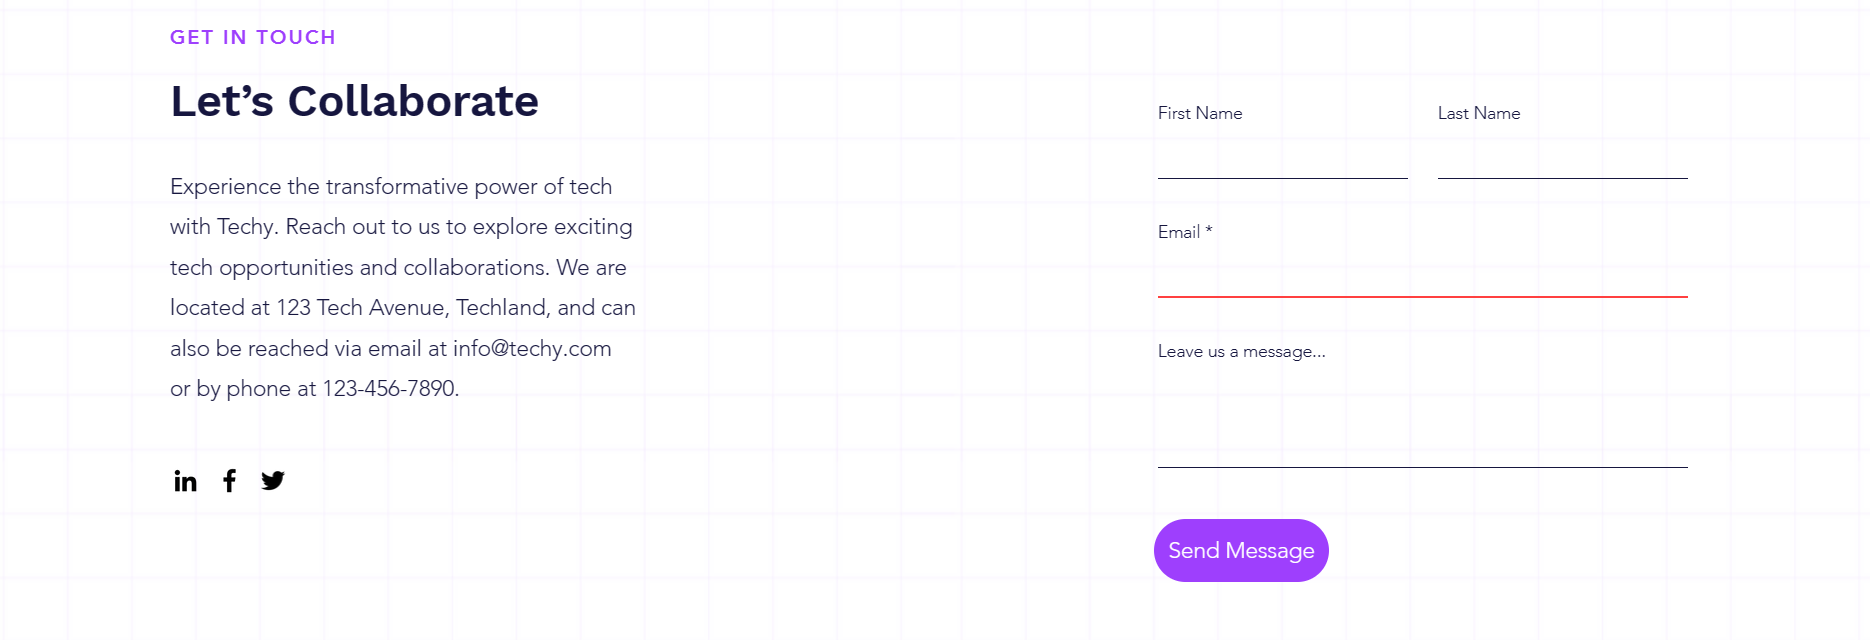 GET IN TOUCH
Let’s Collaborate
Experience the transformative power of tech
with Techy. Reach out to us to explore exciting
tech opportunities and collaborations. We are
located at 123 Tech Avenue, Techland, and can
also be reached via email at info@techy.com
or by phone at 123-456-7890.
First Name
Last Name
Email *
Leave us a message...
Send Message